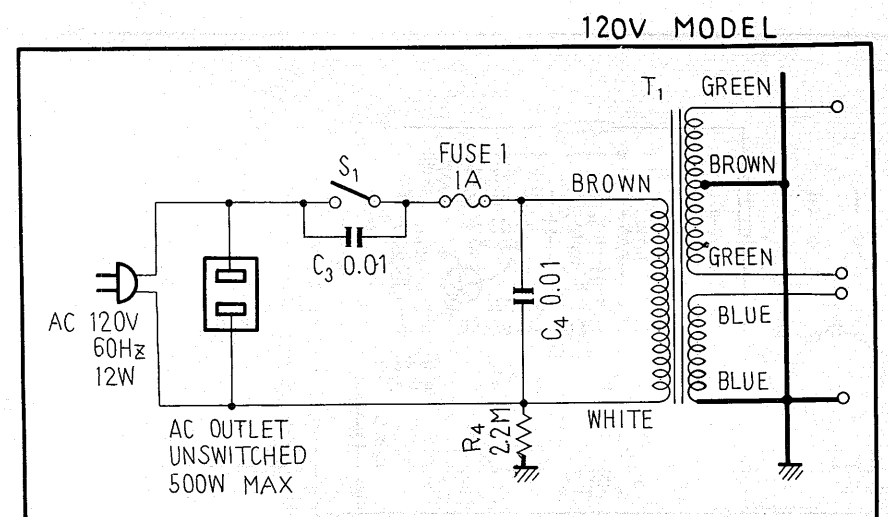 120V MODEL
T1
GREEN
FUSE 1
1A
S1
BROWN
BROWN
C3 0.01
C4 0.01
GREEN
AC 120V
60Hz
12W
BLUE
BLUE
WHITE
R4
2.2M
AC OUTLET
UNSWITCHED
500W MAX